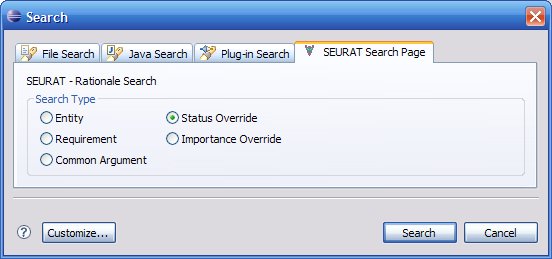 Search
File Search Java Search Plug-in Search SEURAT Search Page
SEURAT - Rationale Search
Search Type
Entity Status Override
Requirement Importance Override
Common Argument
? Customize... Search Cancel